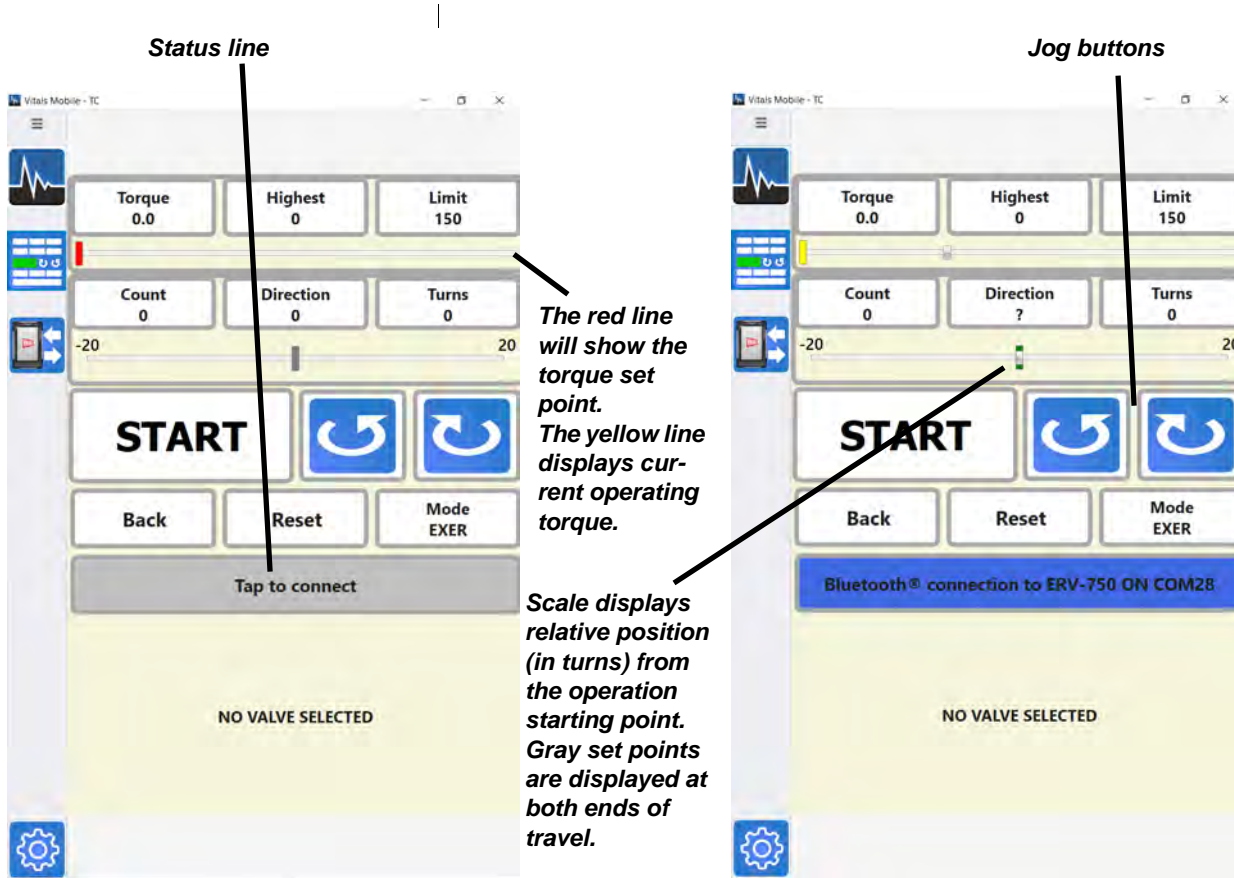 Status line
Jog buttons
Vitals Mobile - TC
Torque
0.0
Highest
0
Limit
150
Count
0
Direction
0
Turns
0
-20
20
START
Back
Reset
Mode
EXER
Tap to connect
NO VALVE SELECTED
The red line
will show the
torque set
point.
The yellow line
displays cur-
rent operating
torque.
Scale displays
relative position
(in turns) from
the operation
starting point.
Gray set points
are displayed at
both ends of
travel.
Vitals Mobile - TC
Torque
0.0
Highest
0
Limit
150
Count
0
Direction
?
Turns
0
-20
20
START
Back
Reset
Mode
EXER
Bluetooth® connection to ERV-750 ON COM28
NO VALVE SELECTED